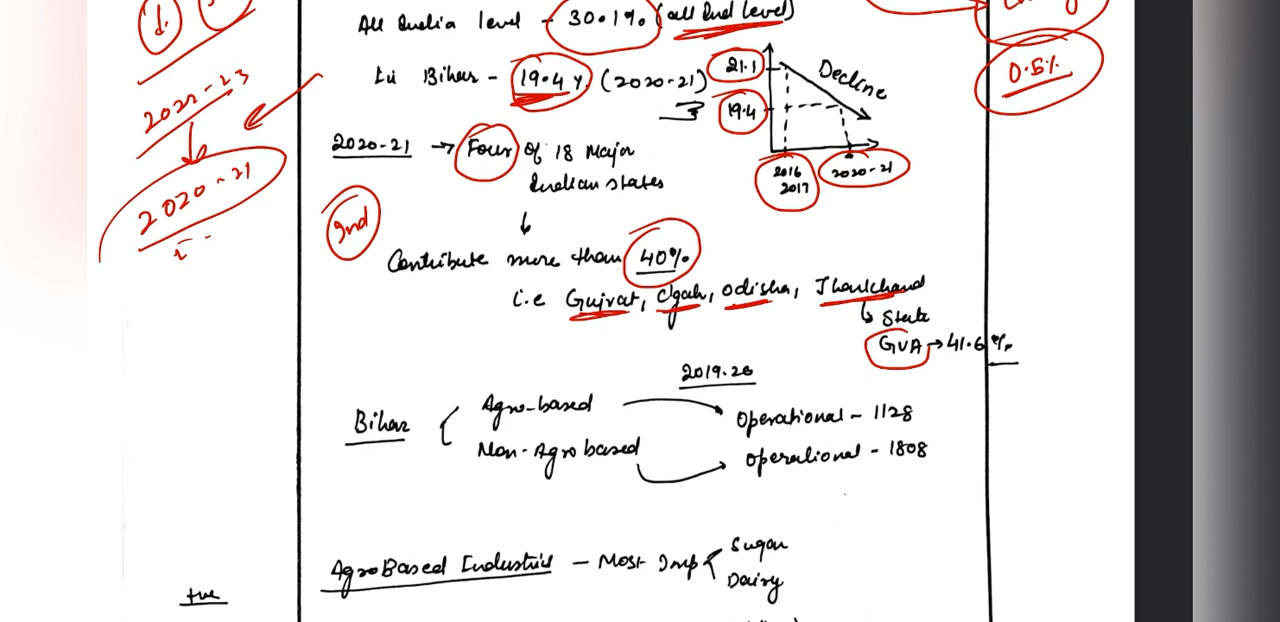 All India level - 30.1% (all Ind level)
In Bihar - 19.4% (2020-21)
21.1
19.4
Decline
2016
2017
2020-21
0.5%
d.
2022-23
2020-21
2020-21 → Four of 18 Major
Indian states
2nd
Contribute more than 40%
i.e Gujrat, C'gah, Odisha, Jharkhand
State
GVA → 41.6%
2019-20
Bihar
Agro-based
Operational - 1128
Non-Agro based
operational - 1808
Agro Based Industries - Most Imp
Sugar
Dairy